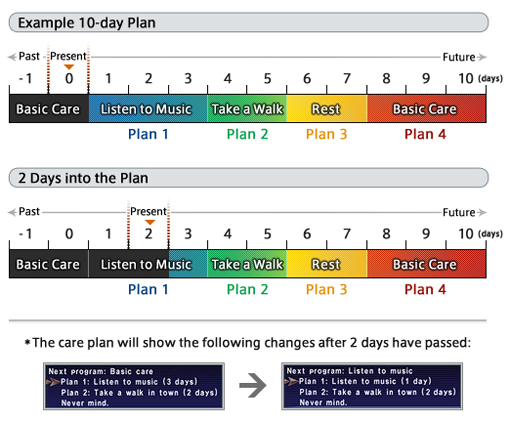 Example 10-day Plan
Past Present Future
-1 0 1 2 3 4 5 6 7 8 9 10 (days)
Basic Care Listen to Music Take a Walk Rest Basic Care
Plan 1 Plan 2 Plan 3 Plan 4
2 Days into the Plan
Past Present Future
-1 0 1 2 3 4 5 6 7 8 9 10 (days)
Basic Care Listen to Music Take a Walk Rest Basic Care
Plan 1 Plan 2 Plan 3 Plan 4
*The care plan will show the following changes after 2 days have passed:
Next program: Basic care
Plan 1: Listen to music (3 days)
Plan 2: Take a walk in town (2 days)
Never mind.
Next program: Listen to music
Plan 1: Listen to music (1 day)
Plan 2: Take a walk in town (2 days)
Never mind.